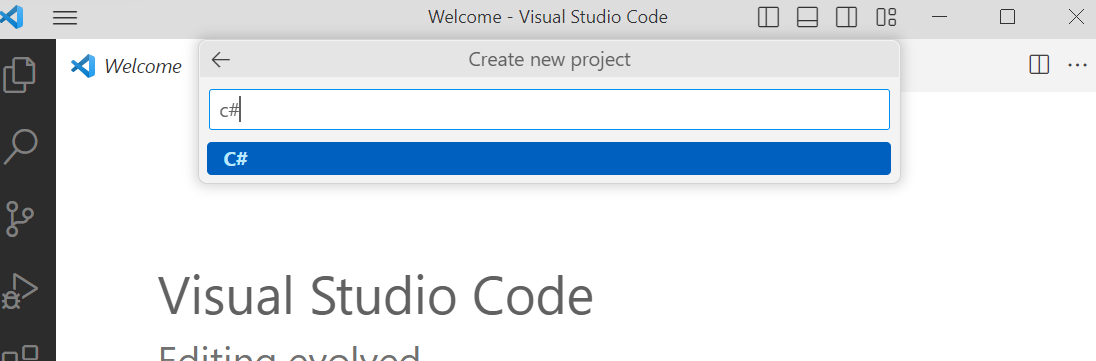 Welcome - Visual Studio Code
Welcome
Create new project
c#
C#
Visual Studio Code
Editing evolved